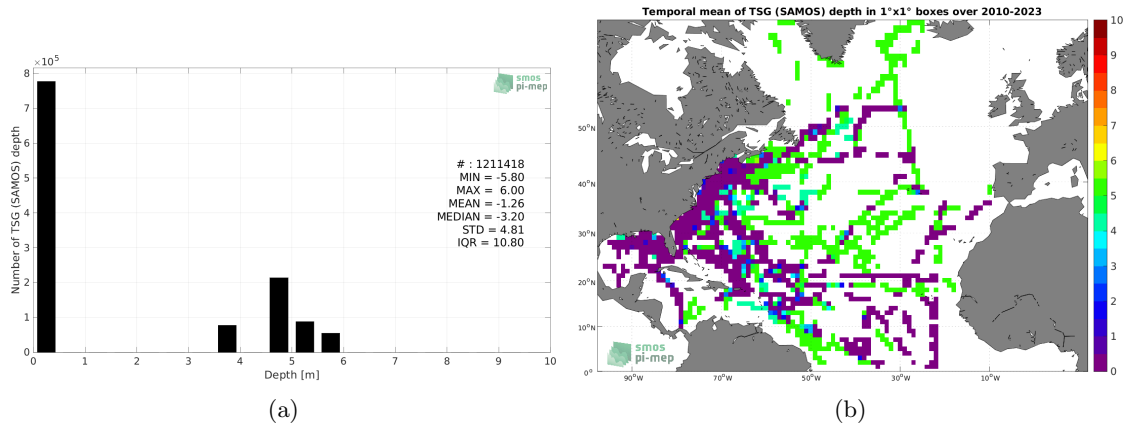 ×10⁵
8
7
6
5
4
3
2
1
0
Number of TSG (SAMOS) depth
smos
pi-mep
# : 1211418
MIN = -5.80
MAX = 6.00
MEAN = -1.26
MEDIAN = -3.20
STD = 4.81
IQR = 10.80
0 1 2 3 4 5 6 7 8 9 10
Depth [m]
(a)
Temporal mean of TSG (SAMOS) depth in 1°x1° boxes over 2010-2023
50°N
40°N
30°N
20°N
10°N
0°
90°W 70°W 50°W 30°W 10°W
smos
pi-mep
10
9
8
7
6
5
4
3
2
1
0
(b)